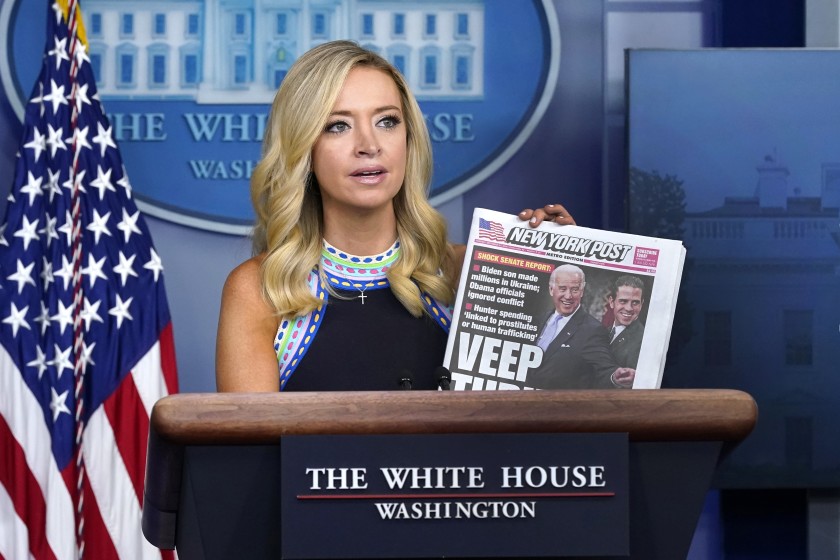 THE WHITE HOUSE
WASH
NEW YORK POST
METRO EDITION
SHOCK SENATE REPORT:
Biden son made
millions in Ukraine;
Obama officials
ignored conflict
Hunter spending
'linked to prostitutes
or human trafficking'
VEEP
THE WHITE HOUSE
WASHINGTON